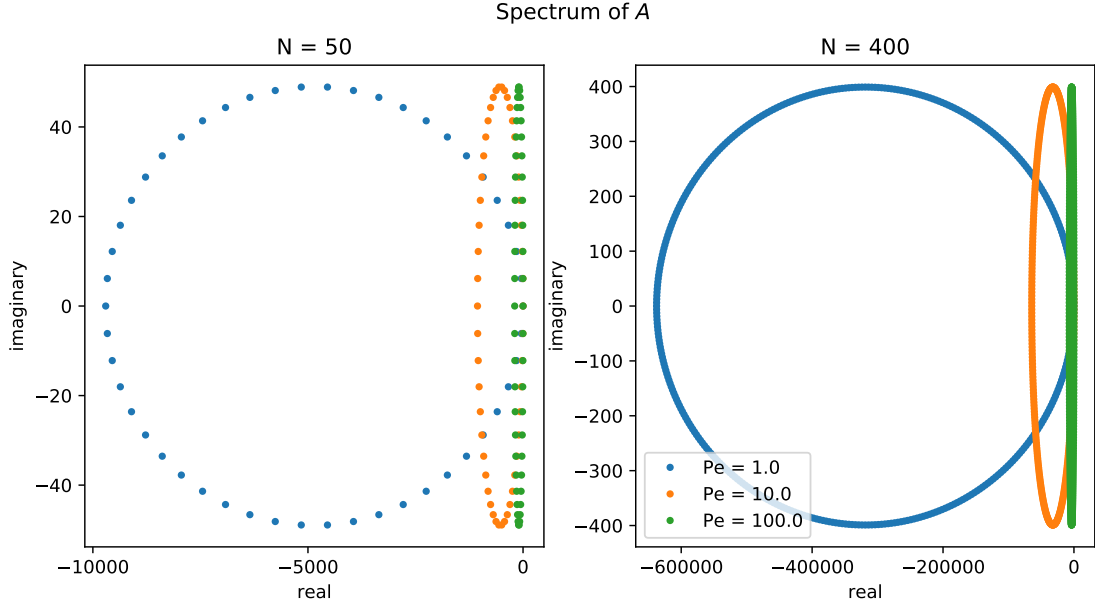 Spectrum of A
N = 50
imaginary
40
20
0
−20
−40
−10000
−5000
0
real
N = 400
imaginary
400
300
200
100
0
−100
−200
−300
−400
Pe = 1.0
Pe = 10.0
Pe = 100.0
−600000
−400000
−200000
0
real